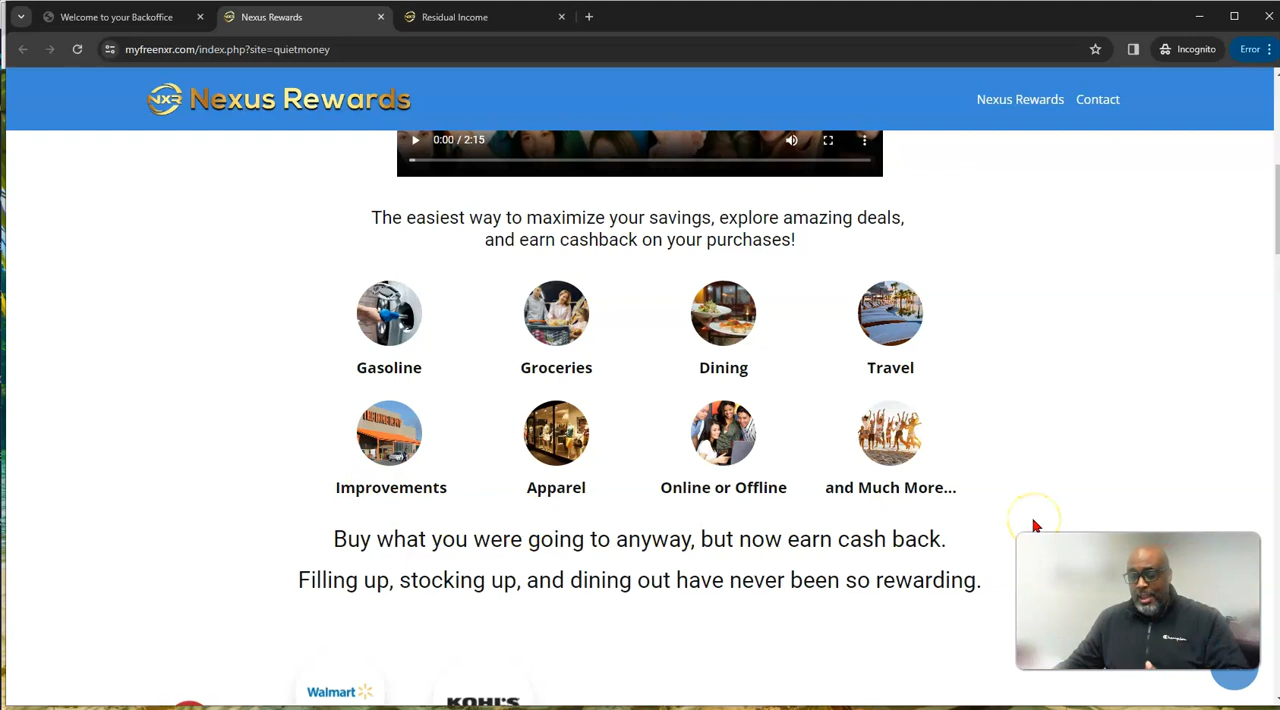 Welcome to your Backoffice
Nexus Rewards
Residual Income
myfreenxr.com/index.php?site=quietmoney
Incognito
Error
NXR Nexus Rewards
Nexus Rewards
Contact
0:00 / 2:15
The easiest way to maximize your savings, explore amazing deals,
and earn cashback on your purchases!
Gasoline
Groceries
Dining
Travel
Improvements
Apparel
Online or Offline
and Much More...
Buy what you were going to anyway, but now earn cash back.
Filling up, stocking up, and dining out have never been so rewarding.
Champion
Walmart
KOHL'S